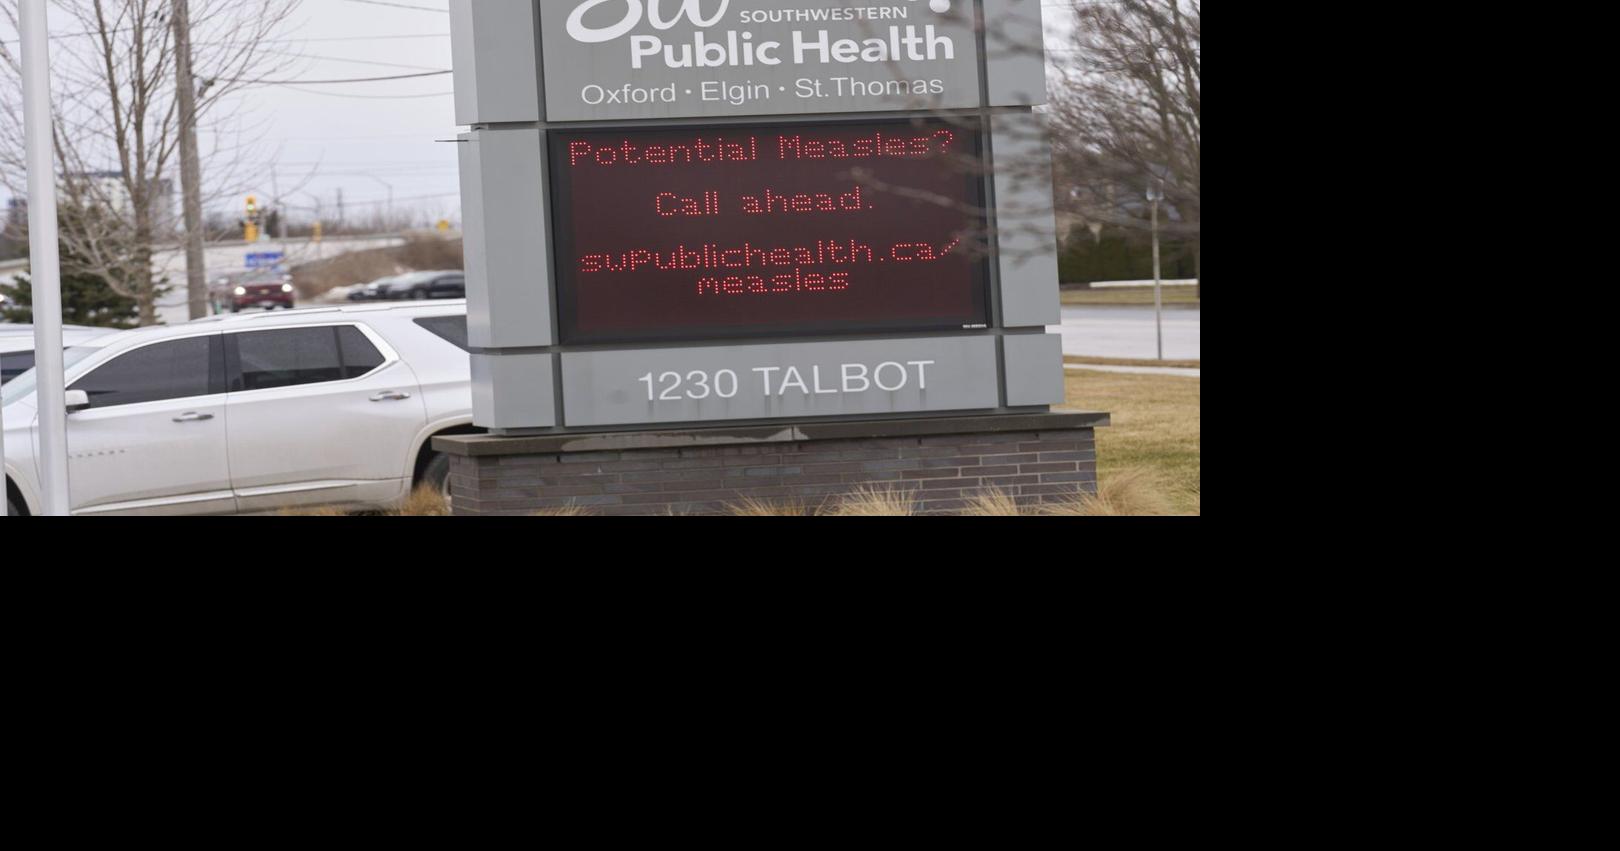 SOUTHWESTERN
Public Health
Oxford • Elgin • St.Thomas
Potential Measles?
Call ahead.
swpublichealth.ca/
measles
1230 TALBOT